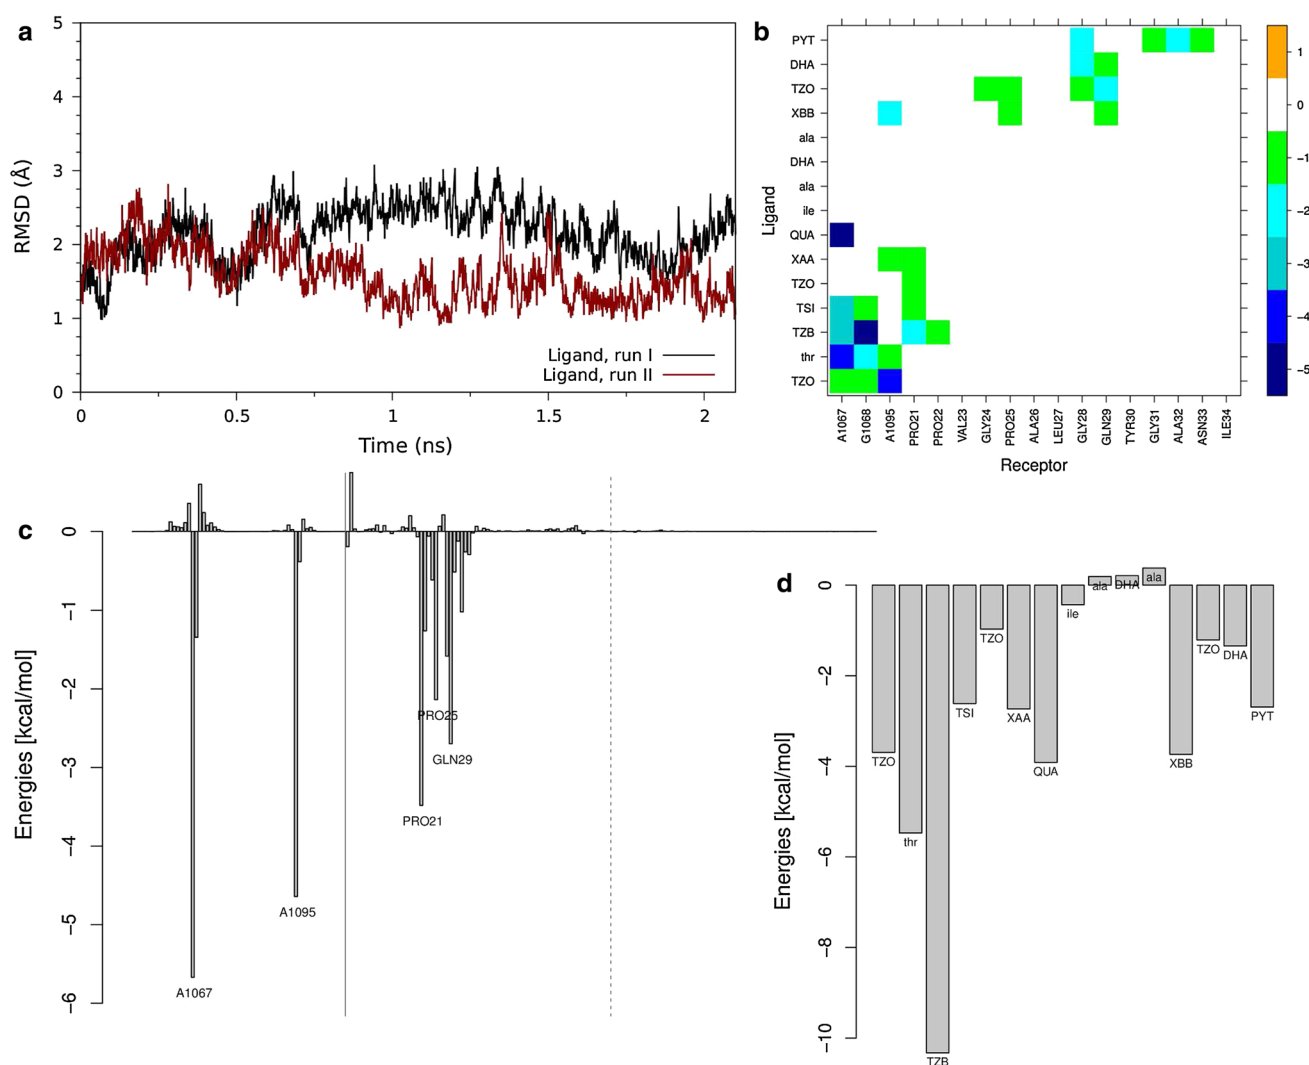 a
5
4
3
2
1
0
RMSD (Å)
Ligand, run I
Ligand, run II
0
0.5
1
1.5
2
Time (ns)
b
PYT
DHA
TZO
XBB
ala
DHA
ala
ile
QUA
XAA
TZO
TSI
TZB
thr
TZO
Ligand
A1067
G1068
A1095
PRO21
PRO22
VAL23
GLY24
PRO25
ALA26
LEU27
GLY28
GLN29
TYR30
GLY31
ALA32
ASN33
ILE34
Receptor
1
0
−1
−2
−3
−4
−5
c
0
−1
−2
−3
−4
−5
−6
Energies [kcal/mol]
PRO25
GLN29
PRO21
A1095
A1067
d
0
−2
−4
−6
−8
−10
Energies [kcal/mol]
TZO
thr
TZB
TSI
TZO
XAA
QUA
ile
ala
DHA
ala
XBB
TZO
DHA
PYT